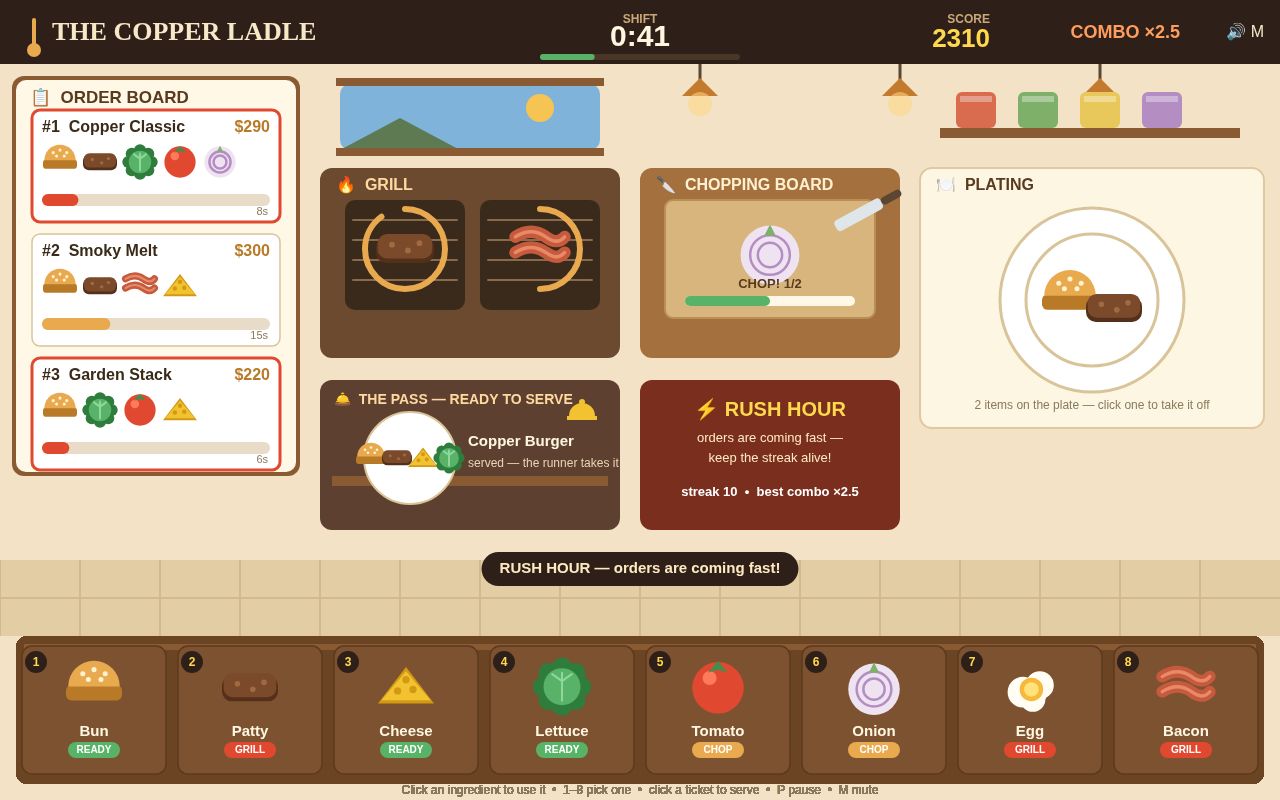 THE COPPER LADLE
SHIFT
0:41
SCORE
2310
COMBO ×2.5
M
ORDER BOARD
#1 Copper Classic $290
8s
#2 Smoky Melt $300
15s
#3 Garden Stack $220
6s
GRILL
CHOPPING BOARD
CHOP! 1/2
PLATING
2 items on the plate — click one to take it off
THE PASS — READY TO SERVE
Copper Burger
served — the runner takes it
RUSH HOUR
orders are coming fast —
keep the streak alive!
streak 10 • best combo ×2.5
RUSH HOUR — orders are coming fast!
1
Bun
READY
2
Patty
GRILL
3
Cheese
READY
4
Lettuce
READY
5
Tomato
CHOP
6
Onion
CHOP
7
Egg
GRILL
8
Bacon
GRILL
Click an ingredient to use it • 1–8 pick one • click a ticket to serve • P pause • M mute